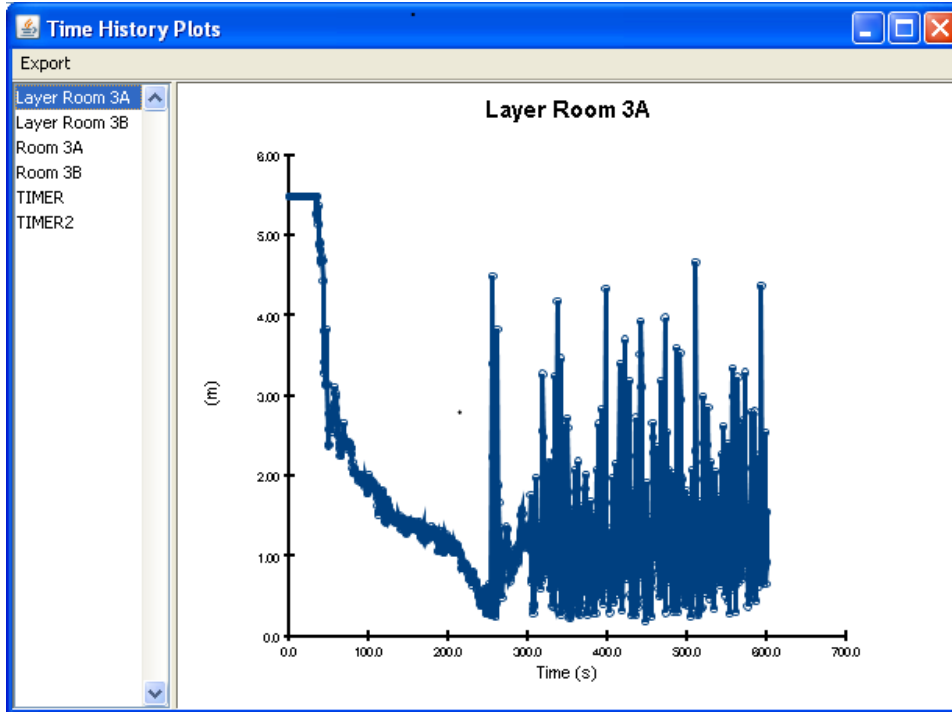 Time History Plots
Export
Layer Room 3A
Layer Room 3B
Room 3A
Room 3B
TIMER
TIMER2
Layer Room 3A
6.00
5.00
4.00
3.00
2.00
1.00
0.0
(m)
0.0 100.0 200.0 300.0 400.0 500.0 600.0 700.0
Time (s)